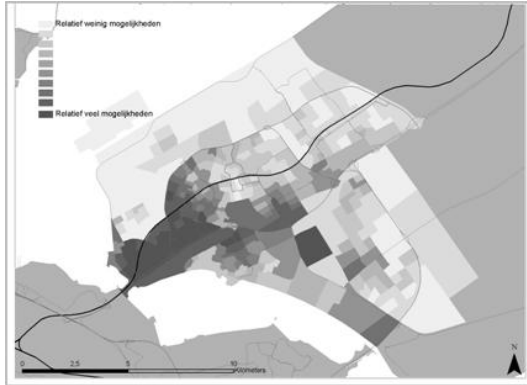 Relatief weinig mogelijkheden
Relatief veel mogelijkheden
N
0 2,5 5 10
Kilometers